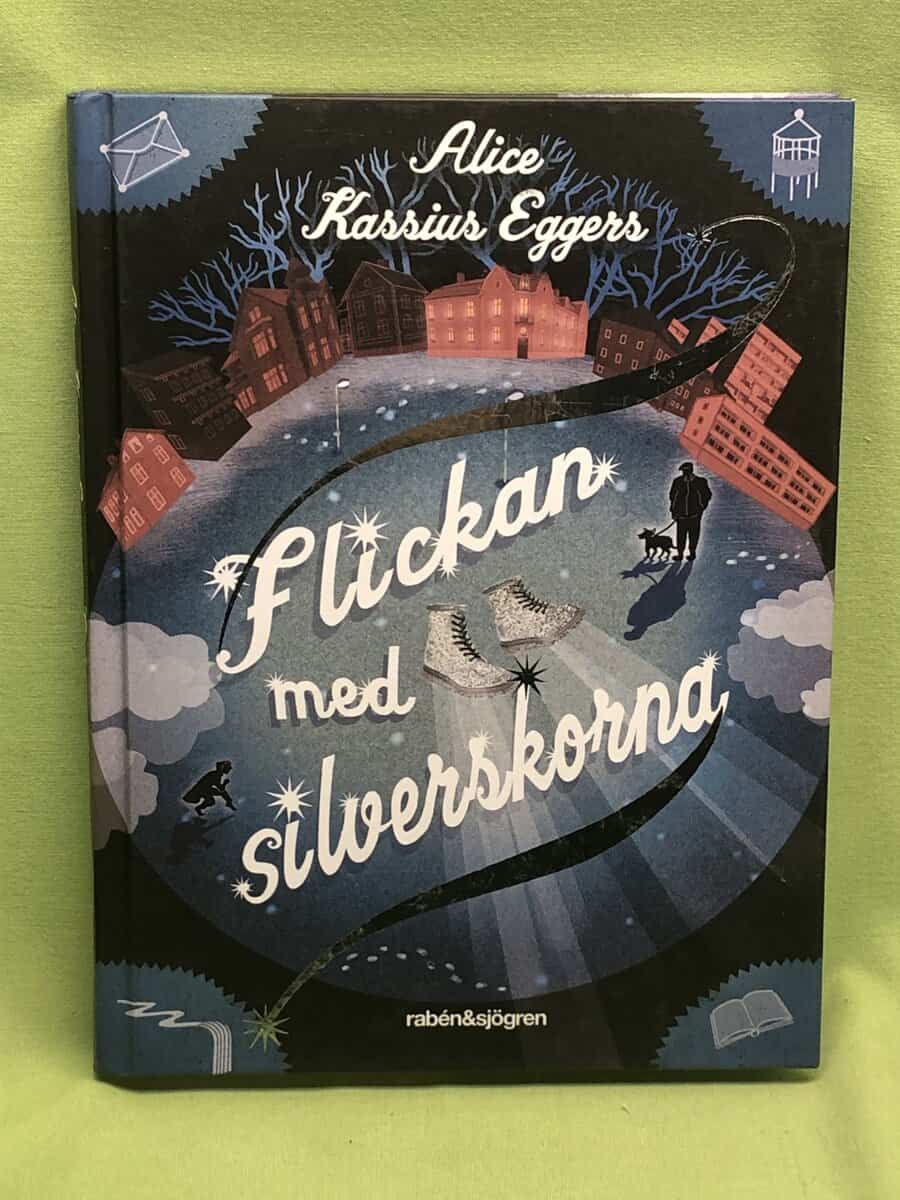 Alice
Kassius Eggers
Flickan
med
silverskorna
rabén&sjögren